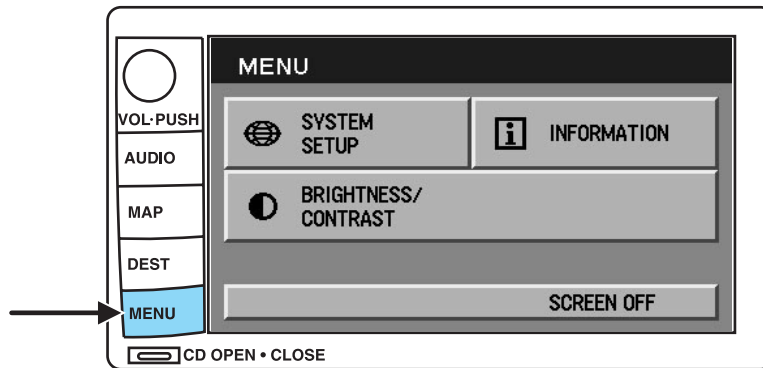 VOL·PUSH
AUDIO
MAP
DEST
MENU
MENU
SYSTEM
SETUP
i INFORMATION
BRIGHTNESS/
CONTRAST
SCREEN OFF
CD OPEN • CLOSE